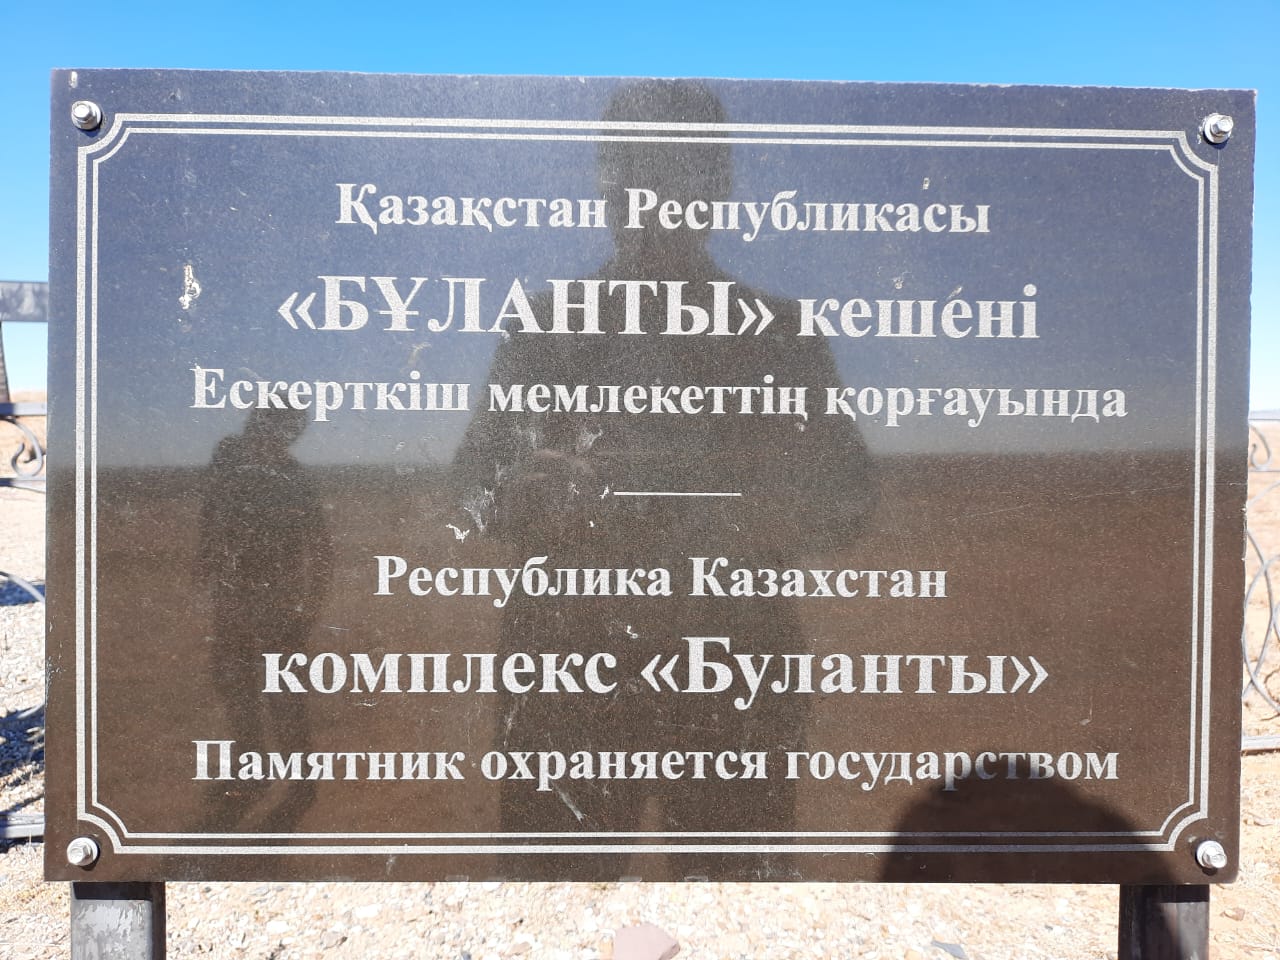 Қазақстан Республикасы
«БҰЛАНТЫ» кешені
Ескерткіш мемлекеттің қорғауында
Республика Казахстан
комплекс «Буланты»
Памятник охраняется государством